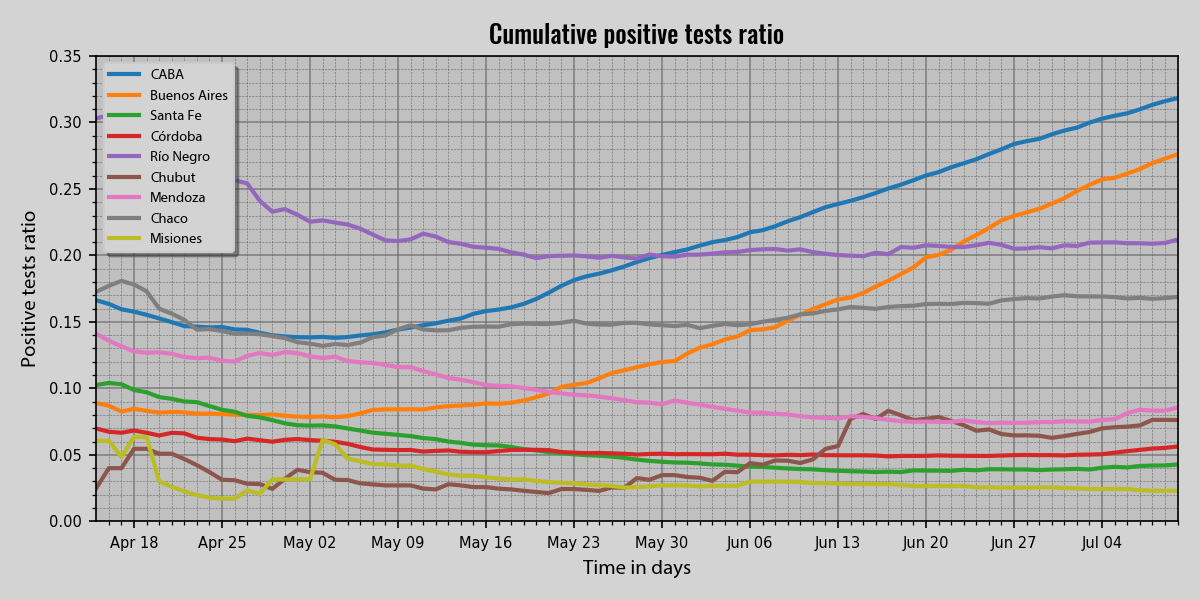 Cumulative positive tests ratio
0.35
0.30
0.25
0.20
0.15
0.10
0.05
0.00
Positive tests ratio
CABA
Buenos Aires
Santa Fe
Córdoba
Río Negro
Chubut
Mendoza
Chaco
Misiones
Apr 18 Apr 25 May 02 May 09 May 16 May 23 May 30 Jun 06 Jun 13 Jun 20 Jun 27 Jul 04
Time in days